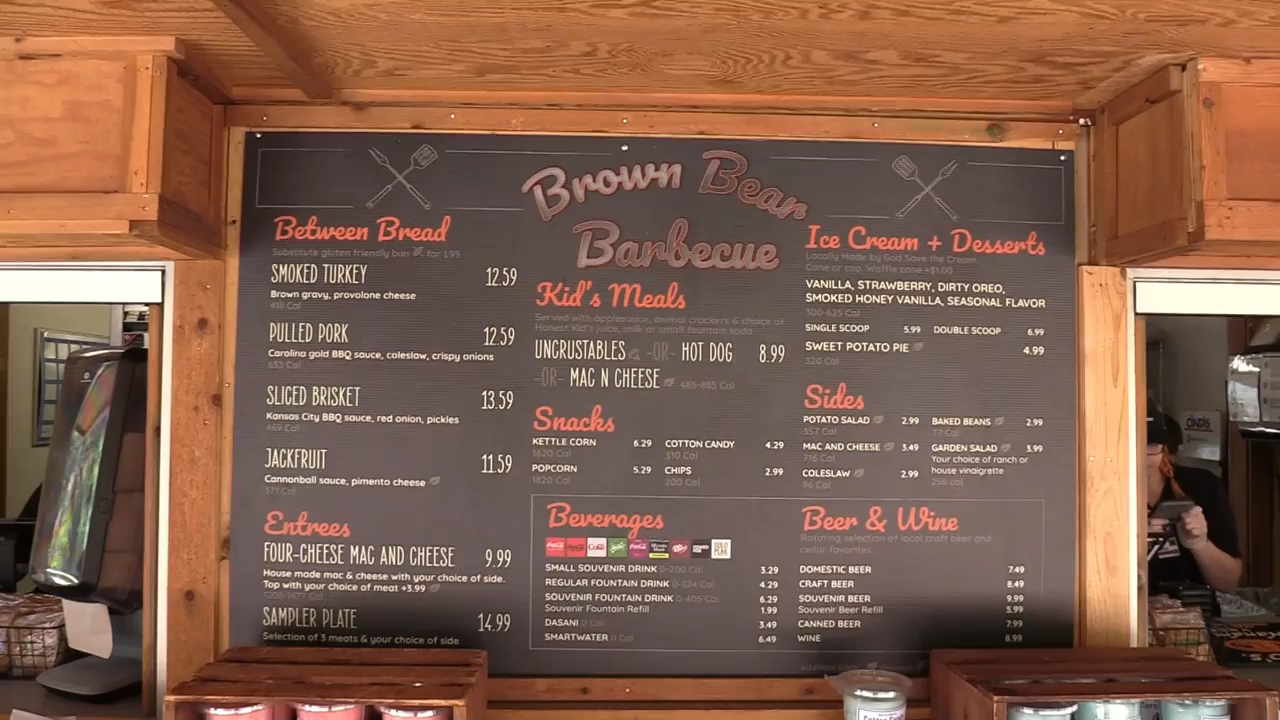 Brown Bear
Barbecue
Between Bread
Substitute gluten friendly bun for 1.99
SMOKED TURKEY 12.59
Brown gravy, provolone cheese
419 Cal
PULLED PORK 12.59
Carolina gold BBQ sauce, coleslaw, crispy onions
653 Cal
SLICED BRISKET 13.59
Kansas City BBQ sauce, red onion, pickles
469 Cal
JACKFRUIT 11.59
Cannonball sauce, pimento cheese
571 Cal
Entrees
FOUR-CHEESE MAC AND CHEESE 9.99
House made mac & cheese with your choice of side.
Top with your choice of meat +3.99
1208-1477 Cal
SAMPLER PLATE 14.99
Selection of 3 meats & your choice of side
Kid's Meals
Served with applesauce, animal crackers & choice of
Honest Kid's juice, milk or small fountain soda
UNCRUSTABLES -OR- HOT DOG 8.99
-OR- MAC N CHEESE 485-865 Cal
Snacks
KETTLE CORN 6.29
1620 Cal
POPCORN 5.29
1820 Cal
COTTON CANDY 4.29
310 Cal
CHIPS 2.99
200 Cal
Beverages
SMALL SOUVENIR DRINK 0-200 Cal 3.29
REGULAR FOUNTAIN DRINK 0-324 Cal 4.29
SOUVENIR FOUNTAIN DRINK 0-405 Cal 6.29
Souvenir Fountain Refill 1.99
DASANI 0 Cal 3.49
SMARTWATER 0 Cal 6.49
Ice Cream + Desserts
Locally Made by God Save the Cream.
Cone or cup. Waffle cone +$1.00
VANILLA, STRAWBERRY, DIRTY OREO,
SMOKED HONEY VANILLA, SEASONAL FLAVOR
300-625 Cal
SINGLE SCOOP 5.99 DOUBLE SCOOP 6.99
SWEET POTATO PIE 4.99
320 Cal
Sides
POTATO SALAD 2.99
357 Cal
MAC AND CHEESE 3.49
716 Cal
COLESLAW 2.99
96 Cal
BAKED BEANS 2.99
77 Cal
GARDEN SALAD 3.99
Your choice of ranch or
house vinaigrette
256 cal
Beer & Wine
Rotating selection of local craft beer and
cellar favorites.
DOMESTIC BEER 7.49
CRAFT BEER 8.49
SOUVENIR BEER 9.99
Souvenir Beer Refill 5.99
CANNED BEER 7.99
WINE 8.99